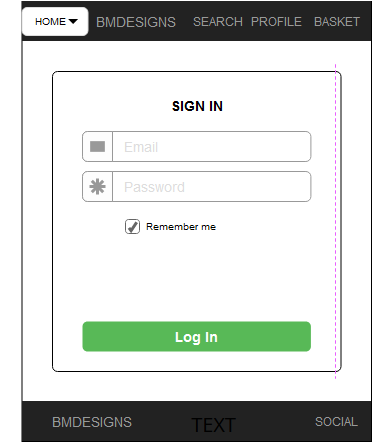 HOME BMDESIGNS SEARCH PROFILE BASKET
SIGN IN
Email
Password
Remember me
Log In
BMDESIGNS TEXT SOCIAL